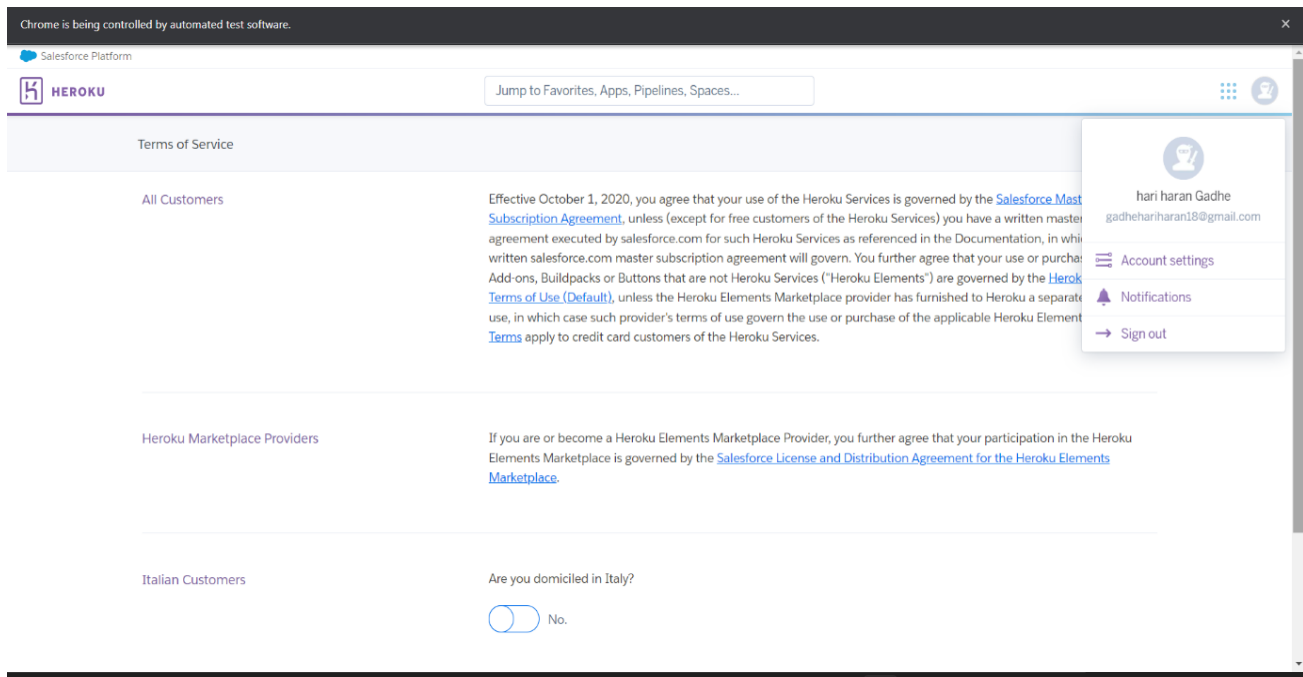 Chrome is being controlled by automated test software.
Salesforce Platform
HEROKU
Jump to Favorites, Apps, Pipelines, Spaces...
Terms of Service
hari haran Gadhe
gadhehariharan18@gmail.com
Account settings
Notifications
Sign out
All Customers
Effective October 1, 2020, you agree that your use of the Heroku Services is governed by the Salesforce Mast
Subscription Agreement, unless (except for free customers of the Heroku Services) you have a written master
agreement executed by salesforce.com for such Heroku Services as referenced in the Documentation, in whi
written salesforce.com master subscription agreement will govern. You further agree that your use or purcha
Add-ons, Buildpacks or Buttons that are not Heroku Services ("Heroku Elements") are governed by the Herok
Terms of Use (Default), unless the Heroku Elements Marketplace provider has furnished to Heroku a separate
use, in which case such provider's terms of use govern the use or purchase of the applicable Heroku Element
Terms apply to credit card customers of the Heroku Services.
Heroku Marketplace Providers
If you are or become a Heroku Elements Marketplace Provider, you further agree that your participation in the Heroku
Elements Marketplace is governed by the Salesforce License and Distribution Agreement for the Heroku Elements
Marketplace.
Italian Customers
Are you domiciled in Italy?
No.